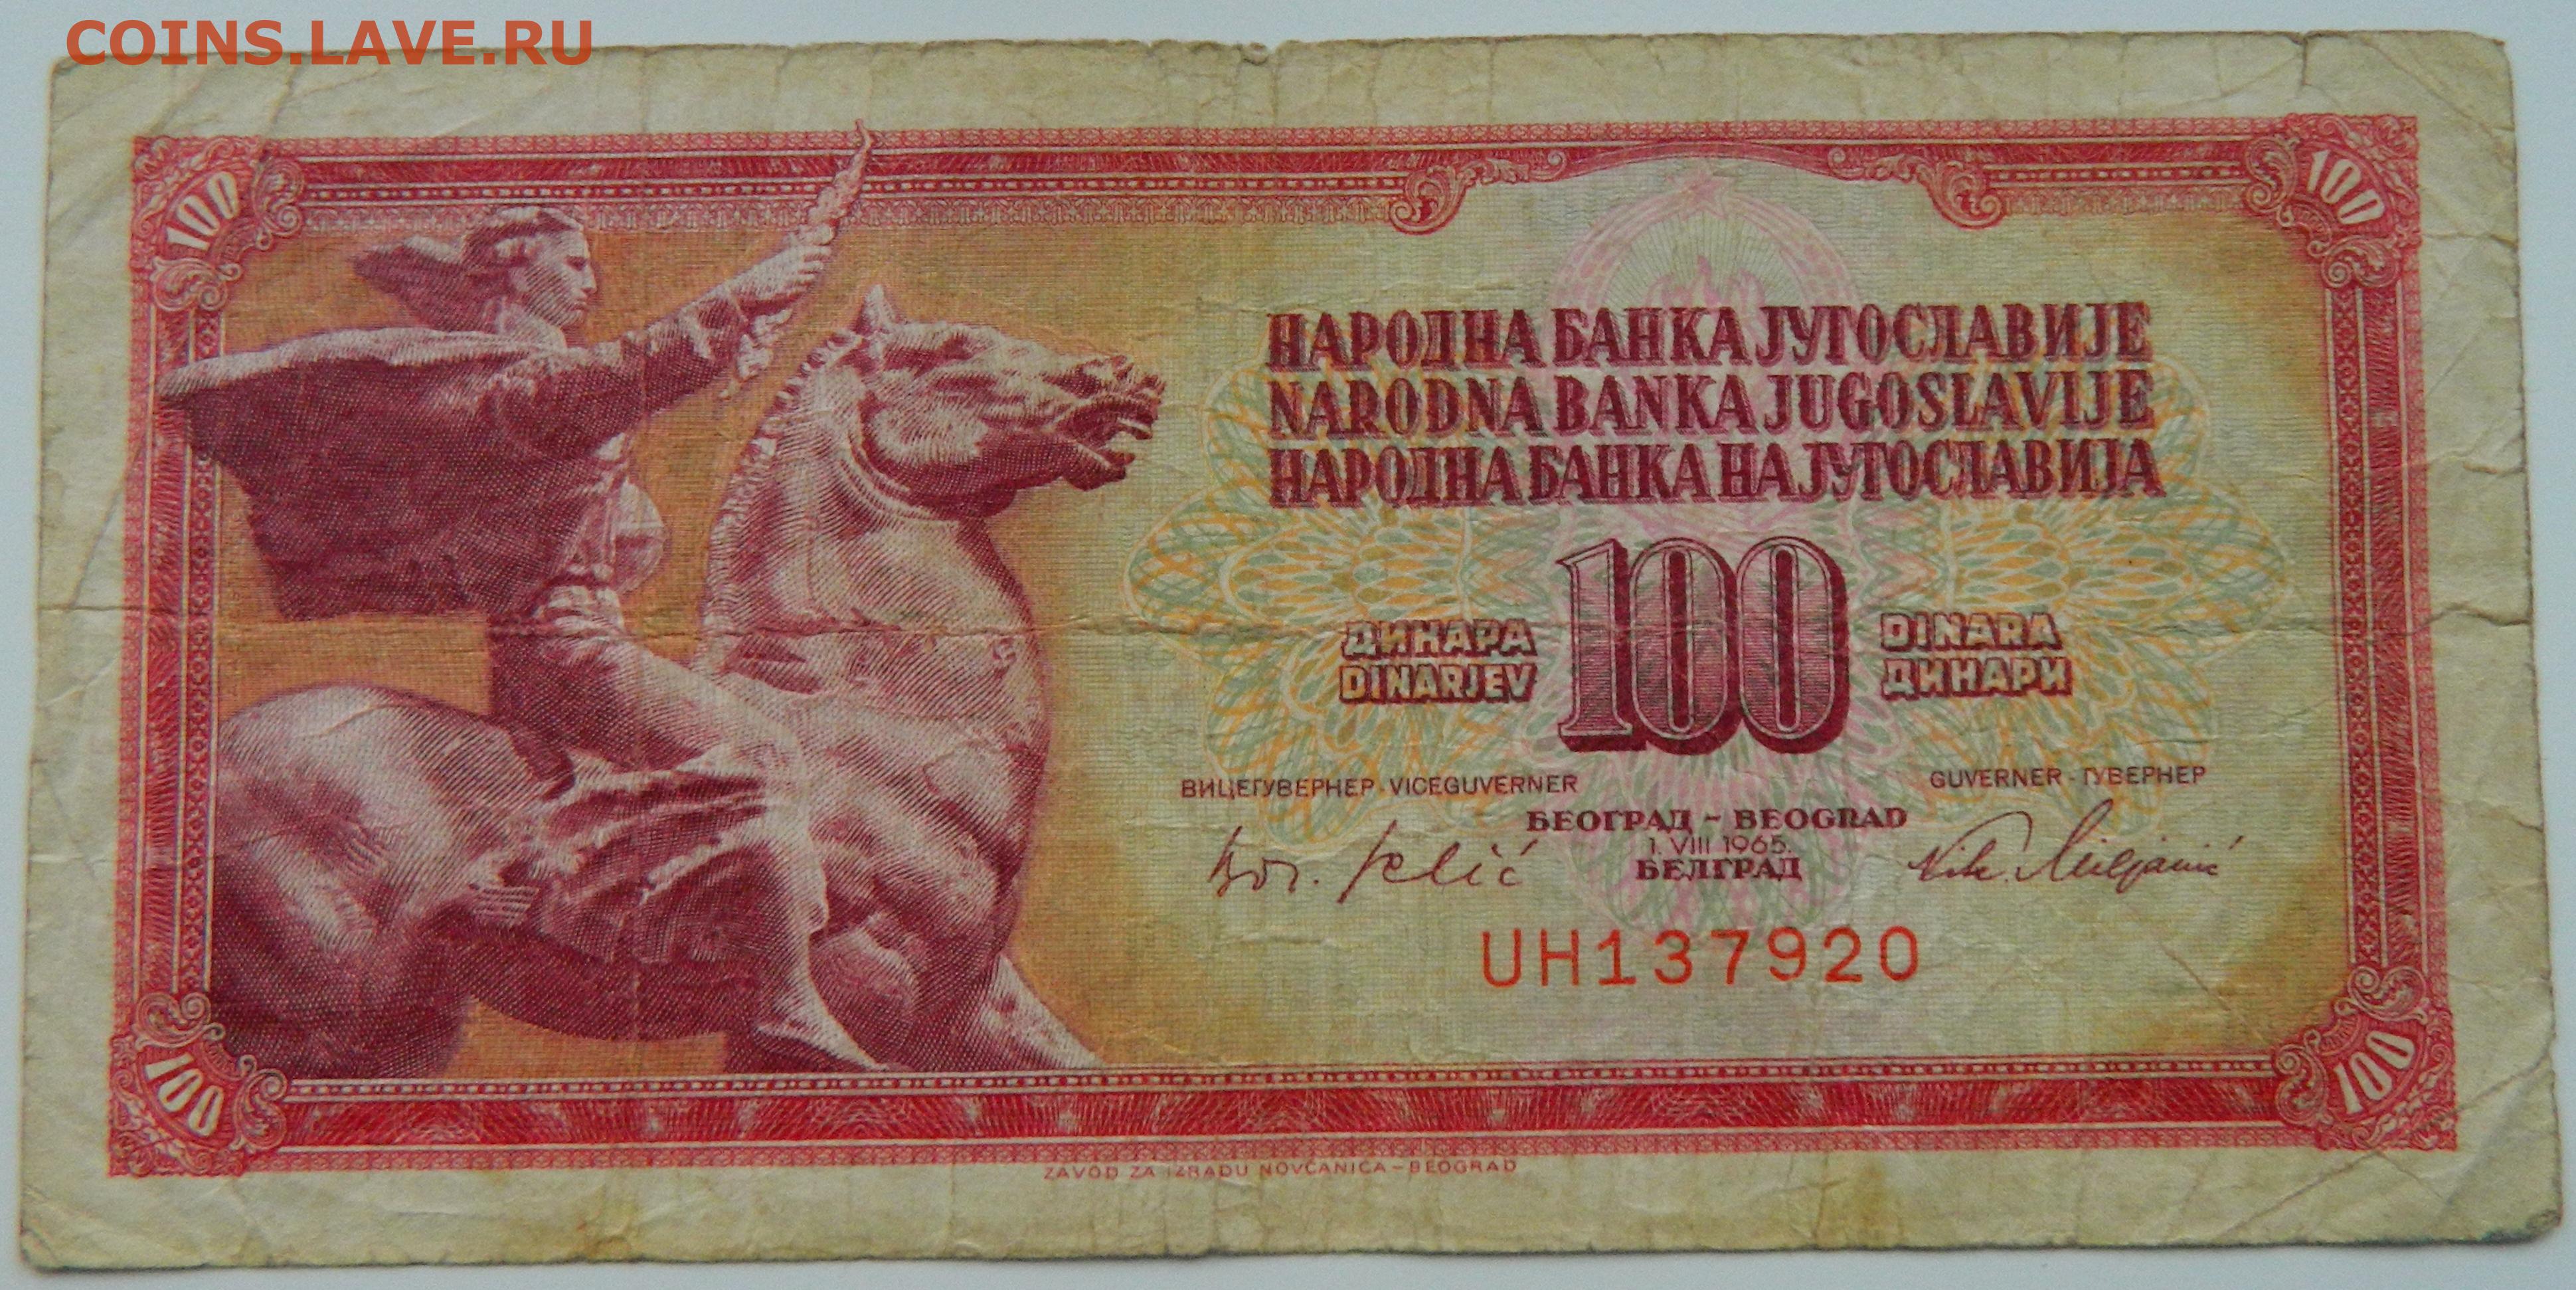 COINS.LAVE.RU
100
100
НАРОДНА БАНКА ЈУГОСЛАВИЈЕ
NARODNA BANKA JUGOSLAVIJE
НАРОДНА БАНКА НА ЈУГОСЛАВИЈА
ДИНАРА 100 DINARA
DINARJEV ДИНАРИ
ВИЦЕГУВЕРНЕР - VICEGUVERNER
GUVERNER - ГУВЕРНЕР
БЕОГРАД - BEOGRAD
1. VIII 1965.
БЕЛГРАД
UH137920
100
100
ZAVOD ZA IZRADU NOVČANICA - BEOGRAD